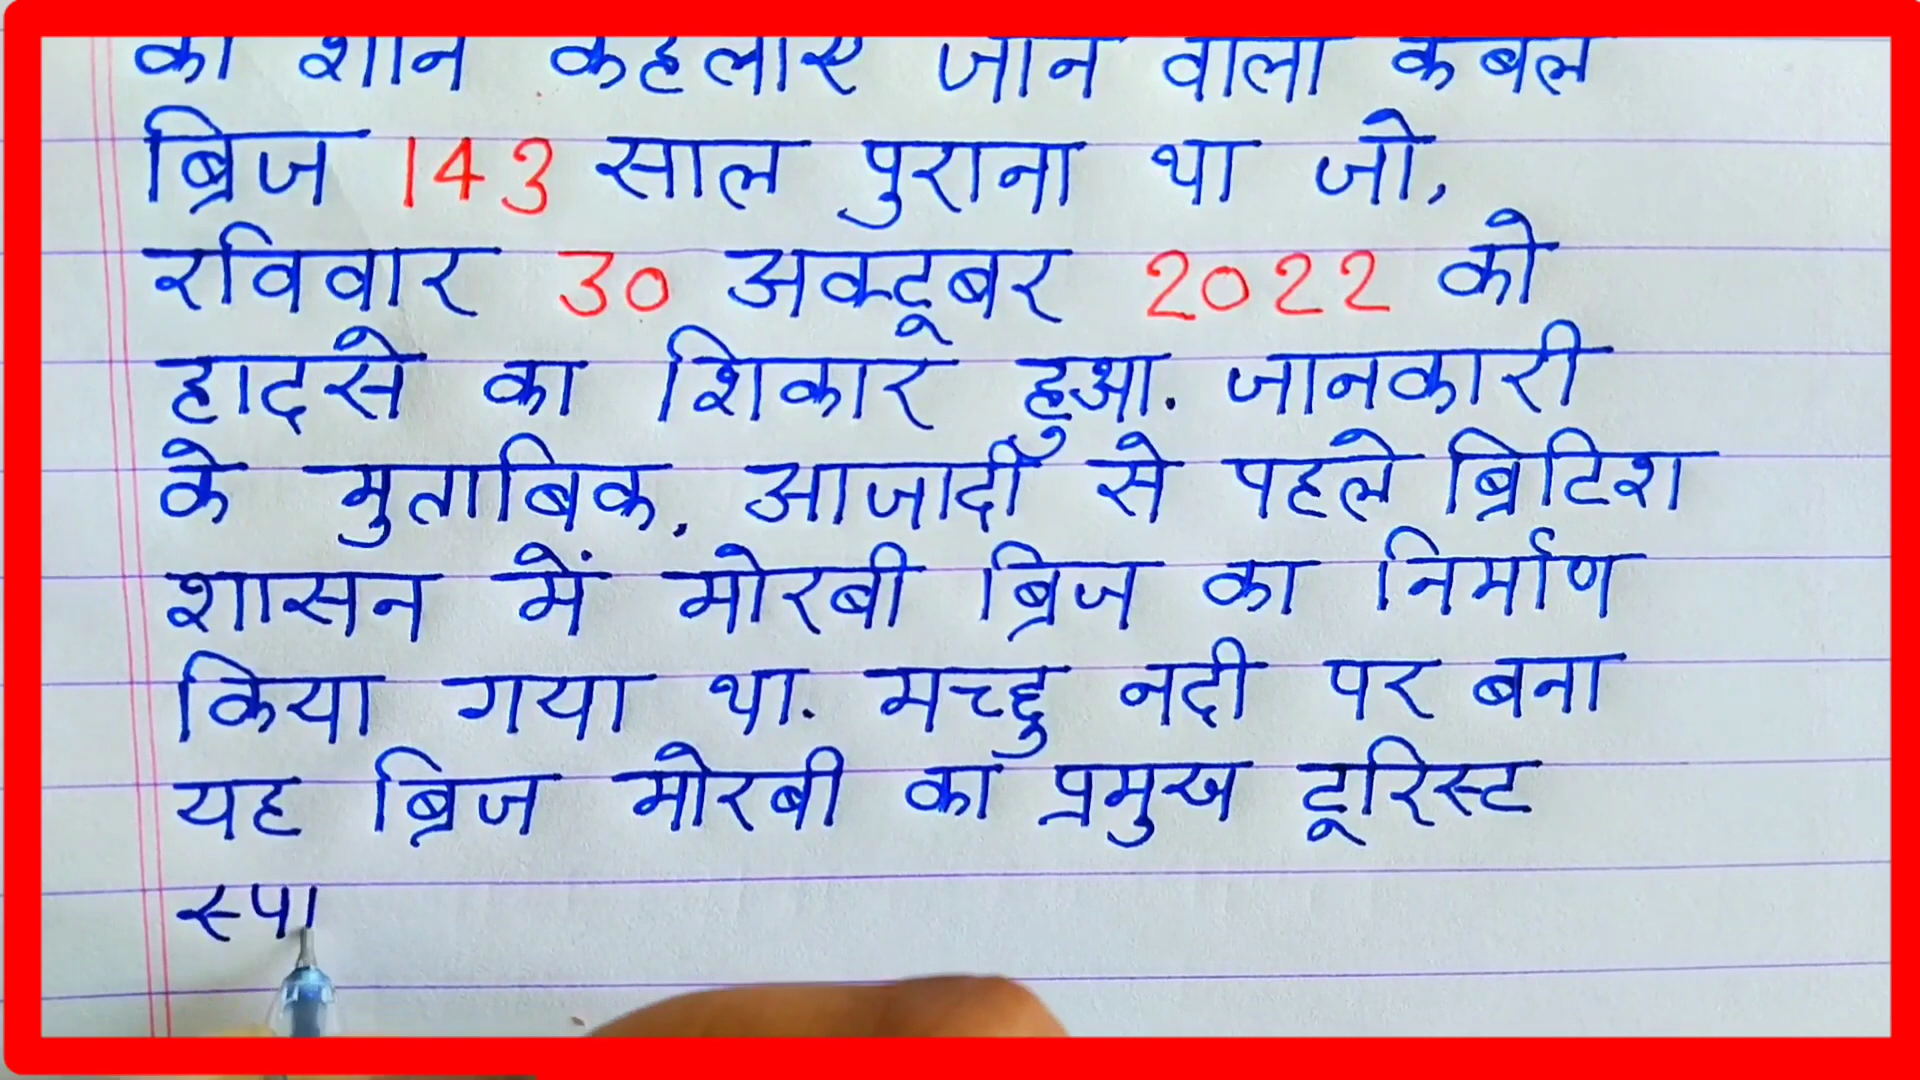 की शान कहलाए जाने वाला केबल
ब्रिज 143 साल पुराना था जो,
रविवार 30 अक्टूबर 2022 को
हादसे का शिकार हुआ. जानकारी
के मुताबिक, आजादी से पहले ब्रिटिश
शासन में मोरबी ब्रिज का निर्माण
किया गया था. मच्छु नदी पर बना
यह ब्रिज मोरबी का प्रमुख टूरिस्ट
स्पा